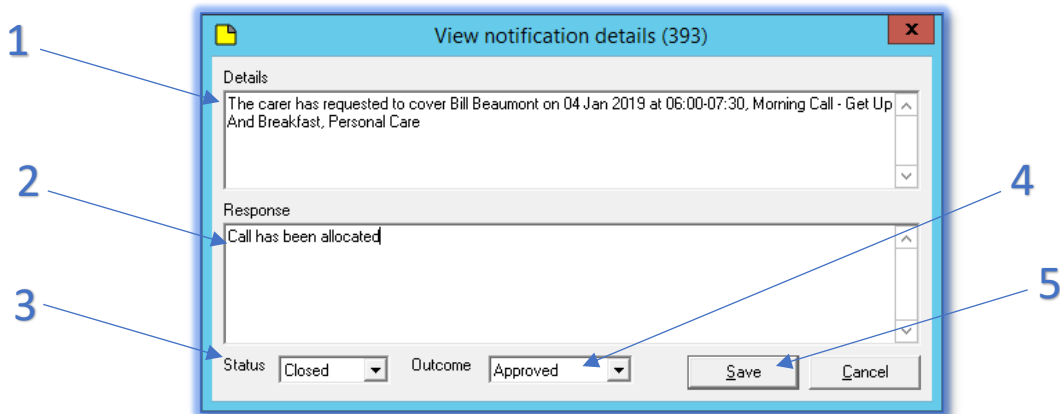 1
View notification details (393)
x
Details
The carer has requested to cover Bill Beaumont on 04 Jan 2019 at 06:00-07:30, Morning Call - Get Up
And Breakfast, Personal Care
2
4
Response
Call has been allocated
3
5
Status Closed Outcome Approved Save Cancel